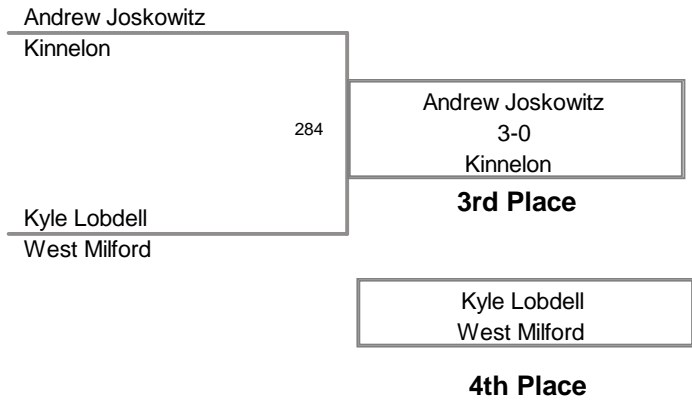 Andrew Joskowitz
Kinnelon
284
Andrew Joskowitz
3-0
Kinnelon
3rd Place
Kyle Lobdell
West Milford
Kyle Lobdell
West Milford
4th Place